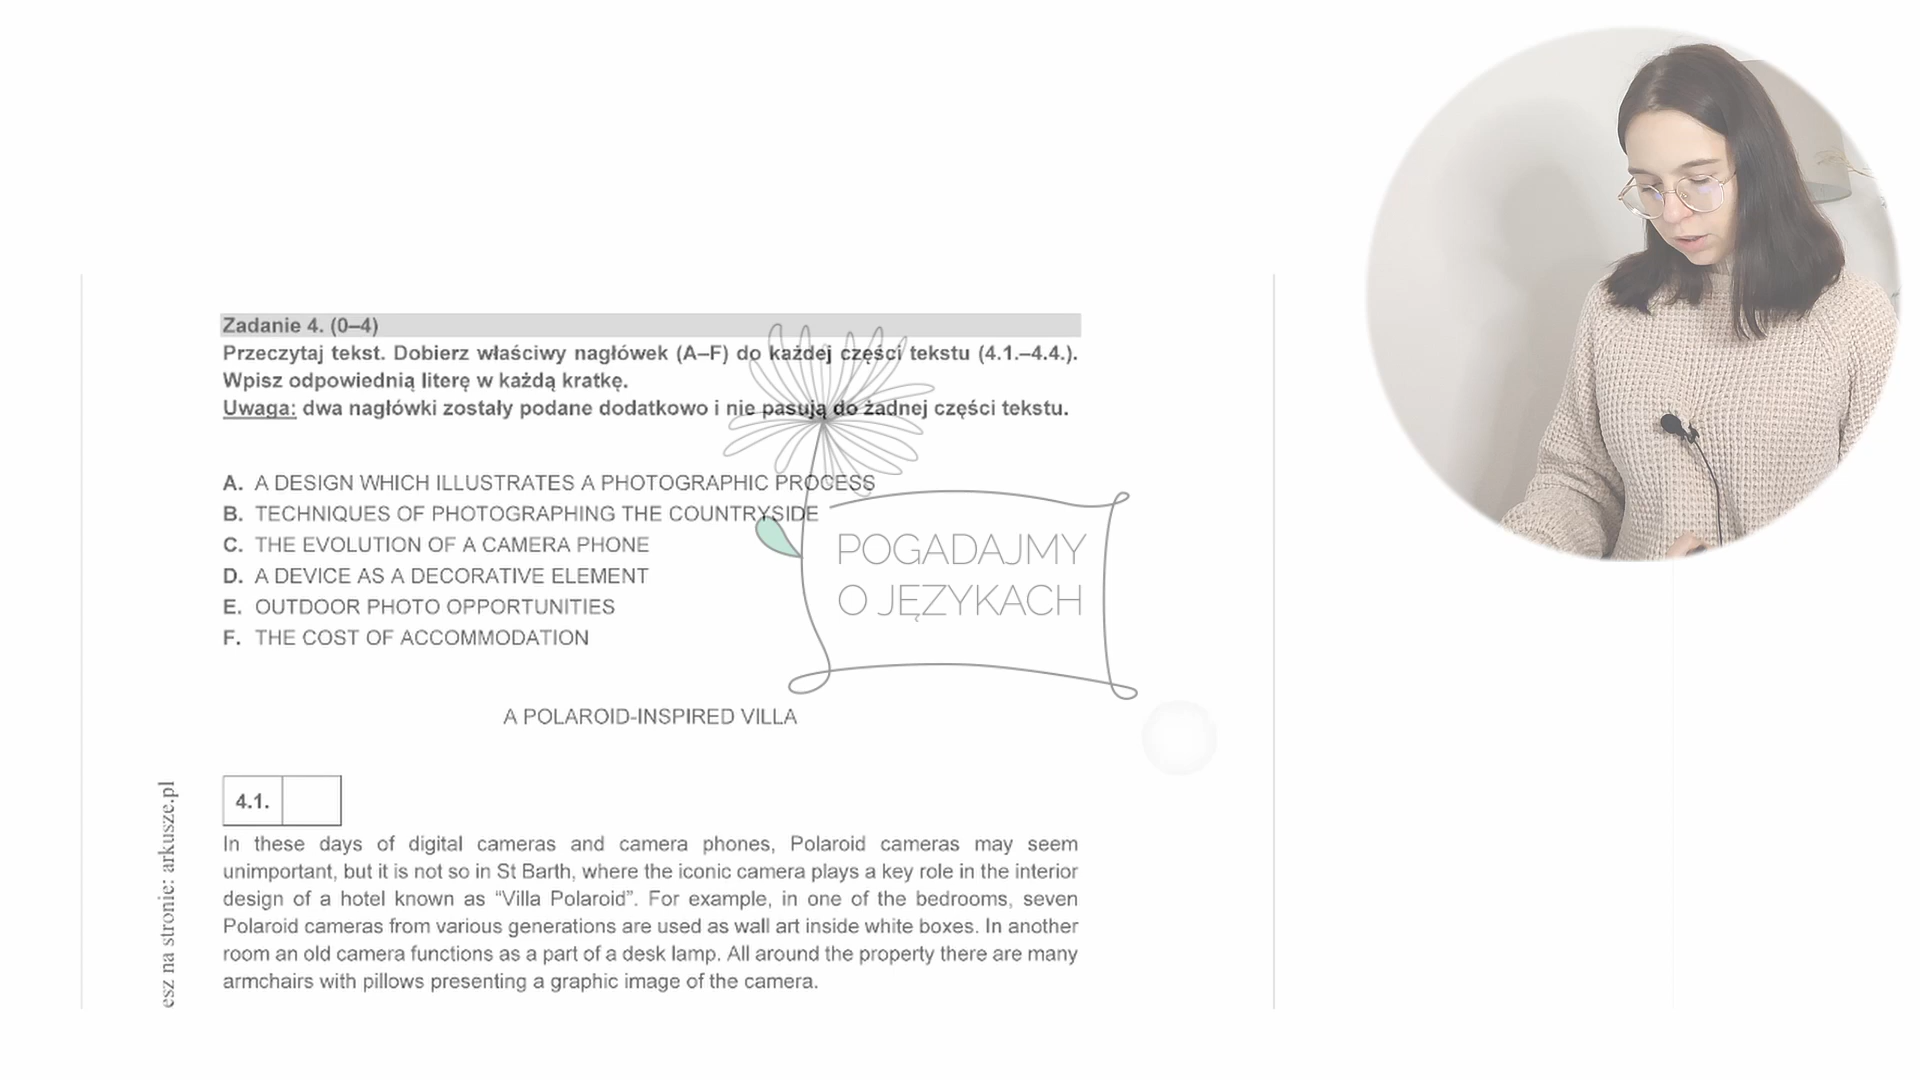 Zadanie 4. (0–4)
Przeczytaj tekst. Dobierz właściwy nagłówek (A–F) do każdej części tekstu (4.1.–4.4.).
Wpisz odpowiednią literę w każdą kratkę.
Uwaga: dwa nagłówki zostały podane dodatkowo i nie pasują do żadnej części tekstu.
A. A DESIGN WHICH ILLUSTRATES A PHOTOGRAPHIC PROCESS
B. TECHNIQUES OF PHOTOGRAPHING THE COUNTRYSIDE
C. THE EVOLUTION OF A CAMERA PHONE
D. A DEVICE AS A DECORATIVE ELEMENT
E. OUTDOOR PHOTO OPPORTUNITIES
F. THE COST OF ACCOMMODATION
POGADAJMY
O JĘZYKACH
A POLAROID-INSPIRED VILLA
4.1.
In these days of digital cameras and camera phones, Polaroid cameras may seem
unimportant, but it is not so in St Barth, where the iconic camera plays a key role in the interior
design of a hotel known as “Villa Polaroid”. For example, in one of the bedrooms, seven
Polaroid cameras from various generations are used as wall art inside white boxes. In another
room an old camera functions as a part of a desk lamp. All around the property there are many
armchairs with pillows presenting a graphic image of the camera.
esz na stronie: arkusze.pl